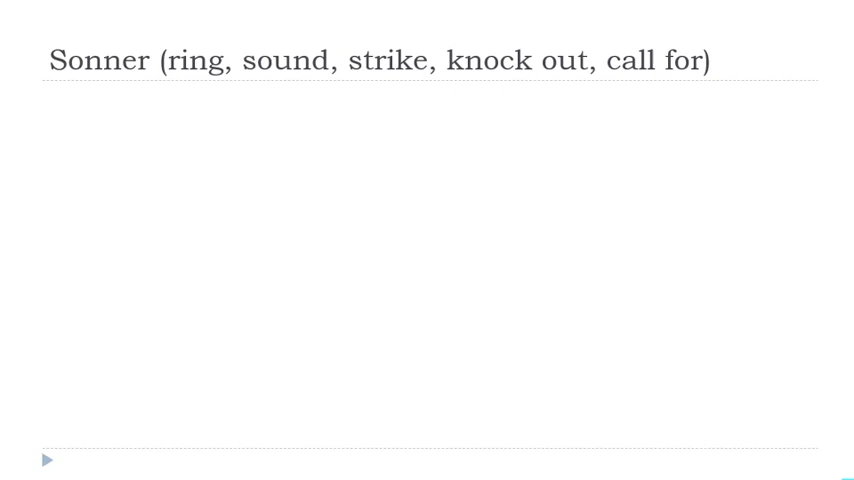 Sonner (ring, sound, strike, knock out, call for)